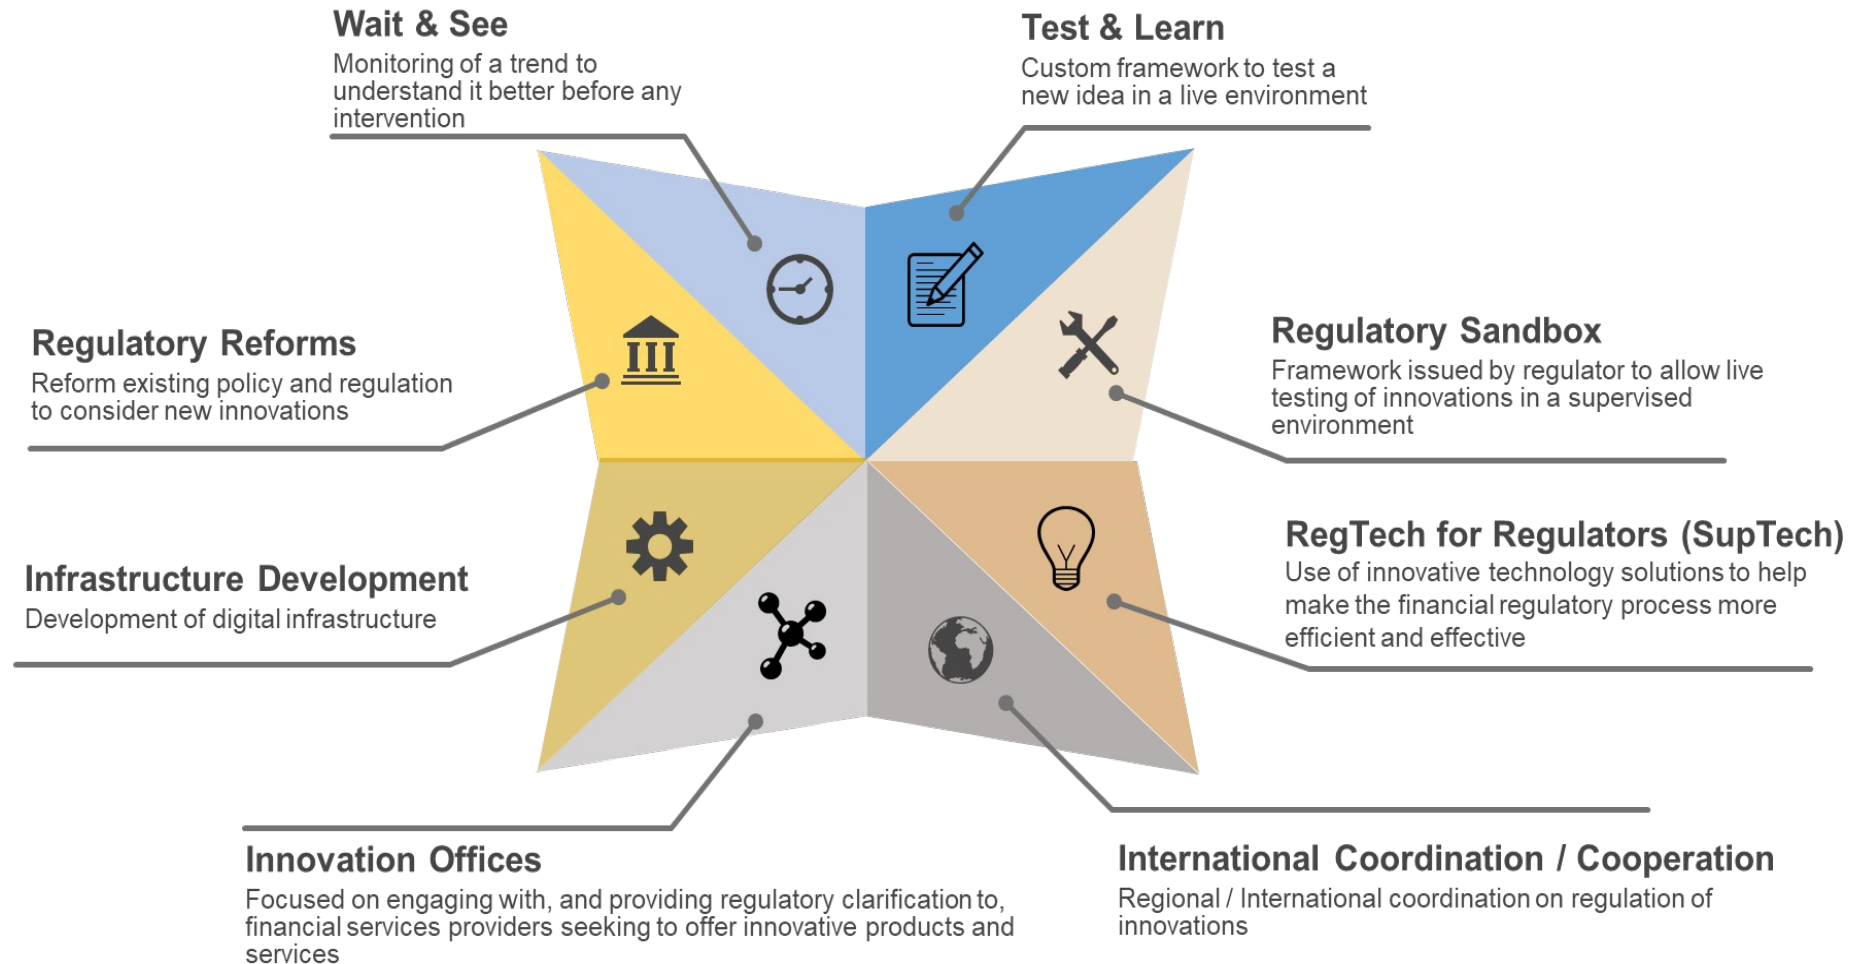 Wait & See
Monitoring of a trend to
understand it better before any
intervention
Test & Learn
Custom framework to test a
new idea in a live environment
Regulatory Reforms
Reform existing policy and regulation
to consider new innovations
Regulatory Sandbox
Framework issued by regulator to allow live
testing of innovations in a supervised
environment
Infrastructure Development
Development of digital infrastructure
RegTech for Regulators (SupTech)
Use of innovative technology solutions to help
make the financial regulatory process more
efficient and effective
Innovation Offices
Focused on engaging with, and providing regulatory clarification to,
financial services providers seeking to offer innovative products and
services
International Coordination / Cooperation
Regional / International coordination on regulation of
innovations